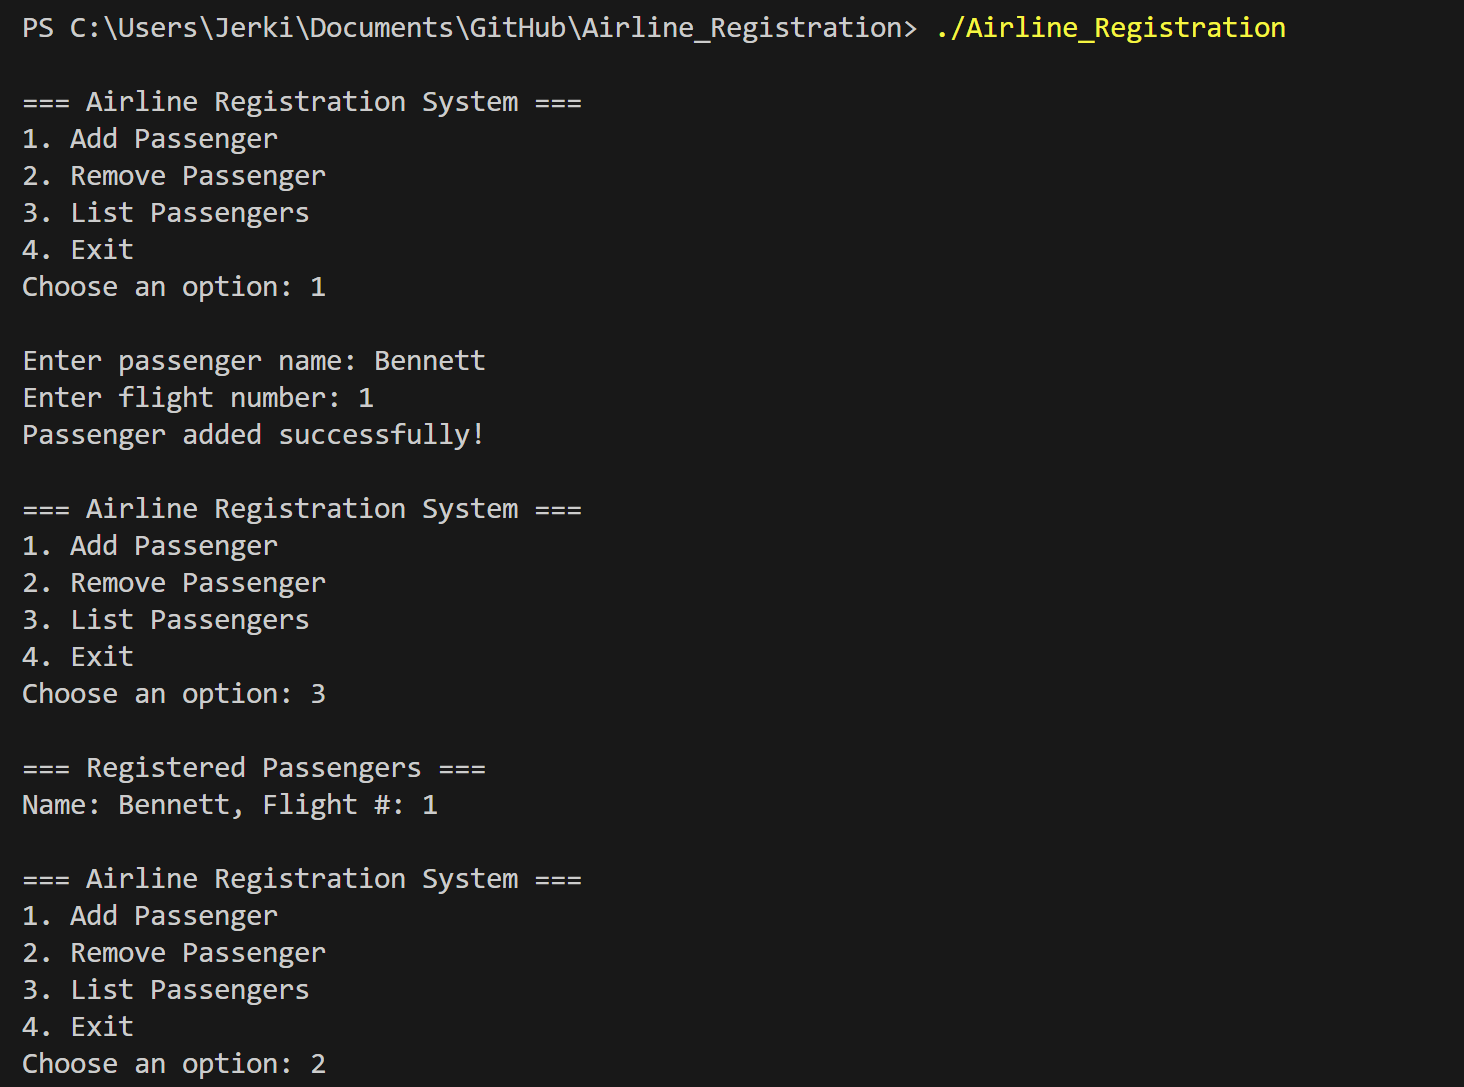 PS C:\Users\Jerki\Documents\GitHub\Airline_Registration> ./Airline_Registration
=== Airline Registration System ===
1. Add Passenger
2. Remove Passenger
3. List Passengers
4. Exit
Choose an option: 1
Enter passenger name: Bennett
Enter flight number: 1
Passenger added successfully!
=== Airline Registration System ===
1. Add Passenger
2. Remove Passenger
3. List Passengers
4. Exit
Choose an option: 3
=== Registered Passengers ===
Name: Bennett, Flight #: 1
=== Airline Registration System ===
1. Add Passenger
2. Remove Passenger
3. List Passengers
4. Exit
Choose an option: 2